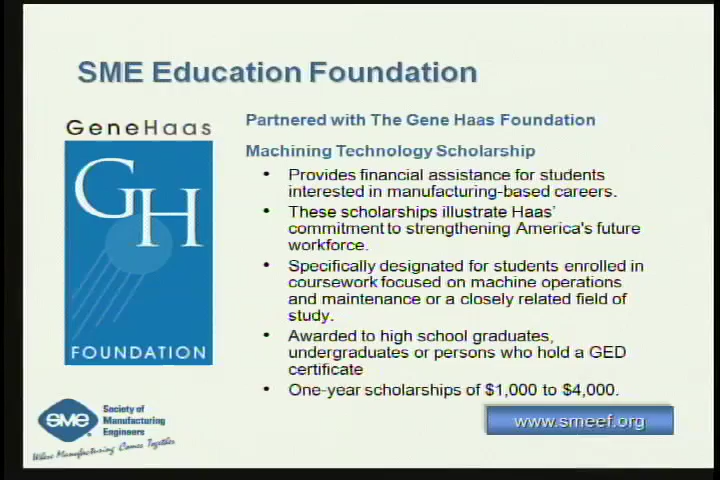 SME Education Foundation
GeneHaas
GH
FOUNDATION
Partnered with The Gene Haas Foundation
Machining Technology Scholarship
• Provides financial assistance for students
interested in manufacturing-based careers.
• These scholarships illustrate Haas'
commitment to strengthening America's future
workforce.
• Specifically designated for students enrolled in
coursework focused on machine operations
and maintenance or a closely related field of
study.
• Awarded to high school graduates,
undergraduates or persons who hold a GED
certificate
• One-year scholarships of $1,000 to $4,000.
SME
Society of
Manufacturing
Engineers
Where Manufacturing Comes Together
www.smeef.org